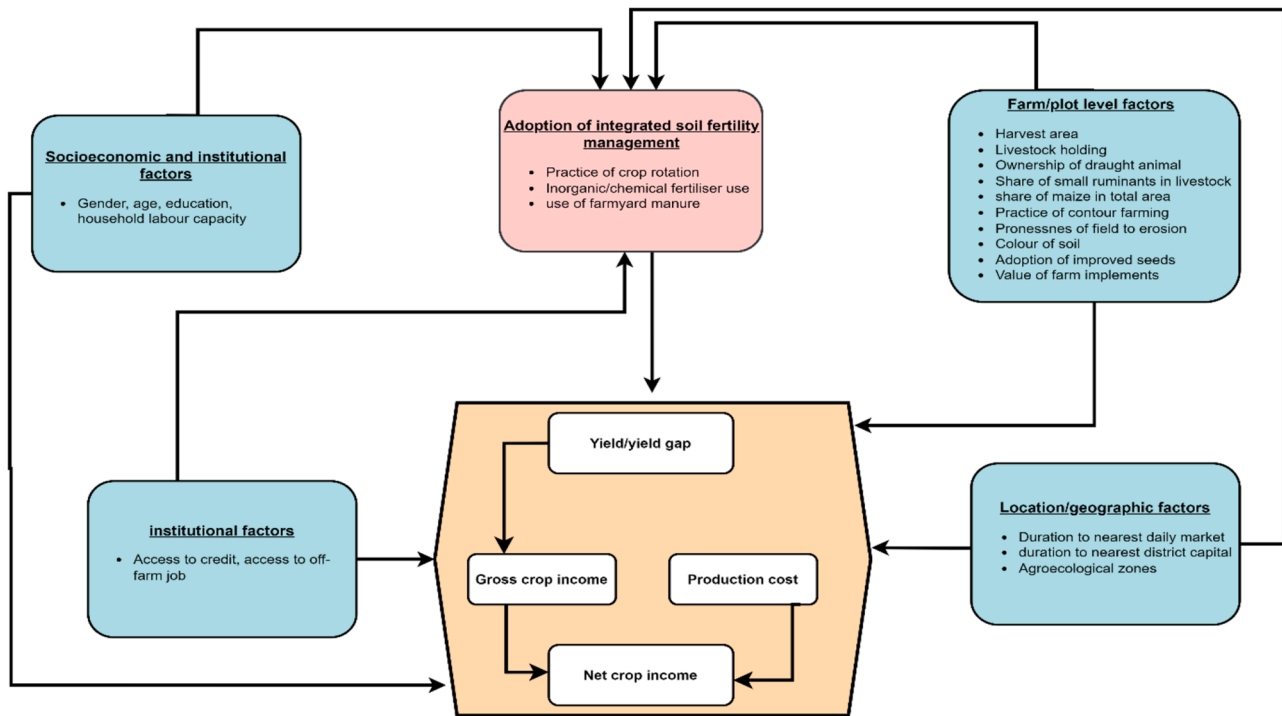 Socioeconomic and institutional
factors
Gender, age, education,
household labour capacity
Adoption of integrated soil fertility
management
Practice of crop rotation
Inorganic/chemical fertiliser use
use of farmyard manure
Farm/plot level factors
Harvest area
Livestock holding
Ownership of draught animal
Share of small ruminants in livestock
share of maize in total area
Practice of contour farming
Pronessnes of field to erosion
Colour of soil
Adoption of improved seeds
Value of farm implements
institutional factors
Access to credit, access to off-
farm job
Yield/yield gap
Gross crop income
Production cost
Net crop income
Location/geographic factors
Duration to nearest daily market
duration to nearest district capital
Agroecological zones